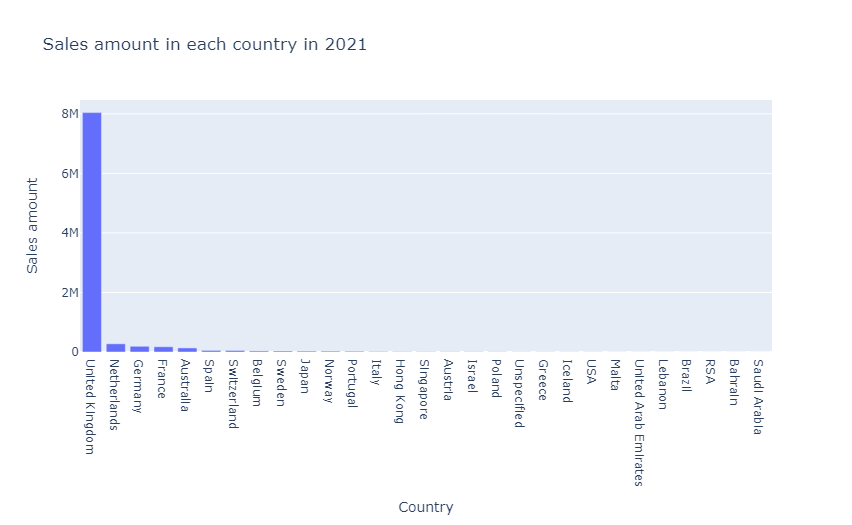 Sales amount in each country in 2021
8M
6M
4M
2M
0
Sales amount
United Kingdom
Netherlands
Germany
France
Australia
Spain
Switzerland
Belgium
Sweden
Japan
Norway
Portugal
Italy
Hong Kong
Singapore
Austria
Israel
Poland
Unspecified
Greece
Iceland
USA
Malta
United Arab Emirates
Lebanon
Brazil
RSA
Bahrain
Saudi Arabia
Country